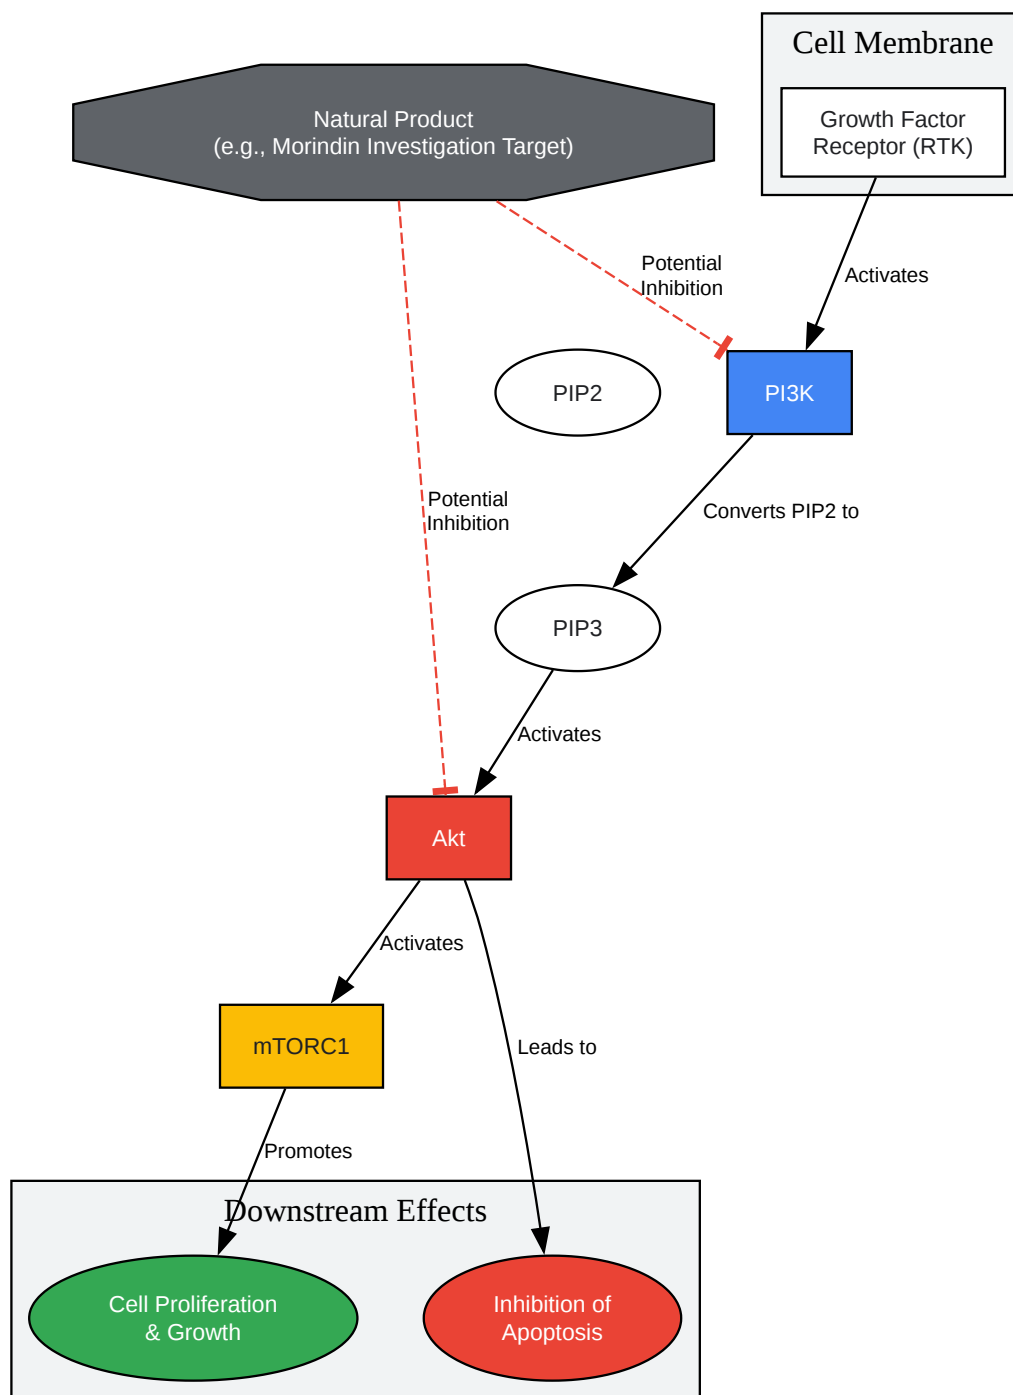 Cell Membrane
Natural Product
(e.g., Morindin Investigation Target)
Growth Factor
Receptor (RTK)
Potential
Inhibition
Activates
PIP2
PI3K
Potential
Inhibition
Converts PIP2 to
PIP3
Activates
Akt
Activates
mTORC1
Leads to
Promotes
Downstream Effects
Cell Proliferation
& Growth
Inhibition of
Apoptosis